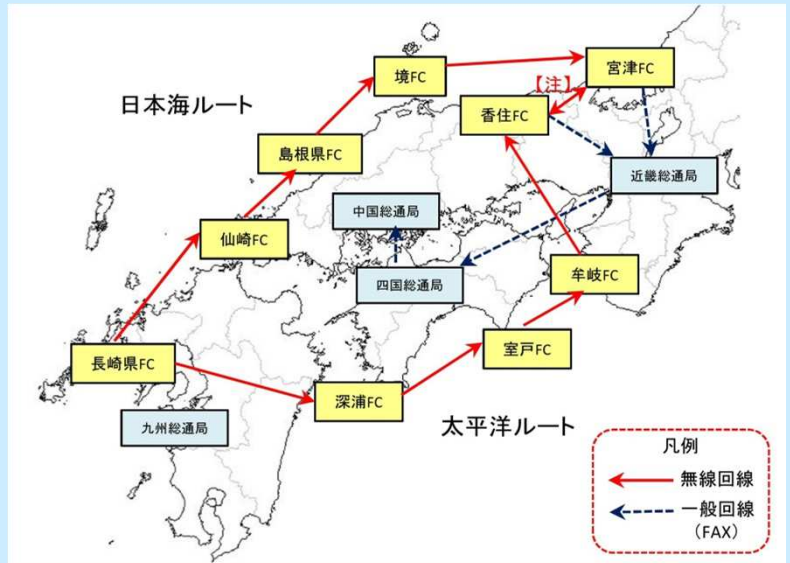 境FC
宮津FC
【注】
日本海ルート
香住FC
島根県FC
近畿総通局
中国総通局
仙崎FC
四国総通局
牟岐FC
長崎県FC
室戸FC
深浦FC
九州総通局
太平洋ルート
凡例
無線回線
一般回線
（FAX）